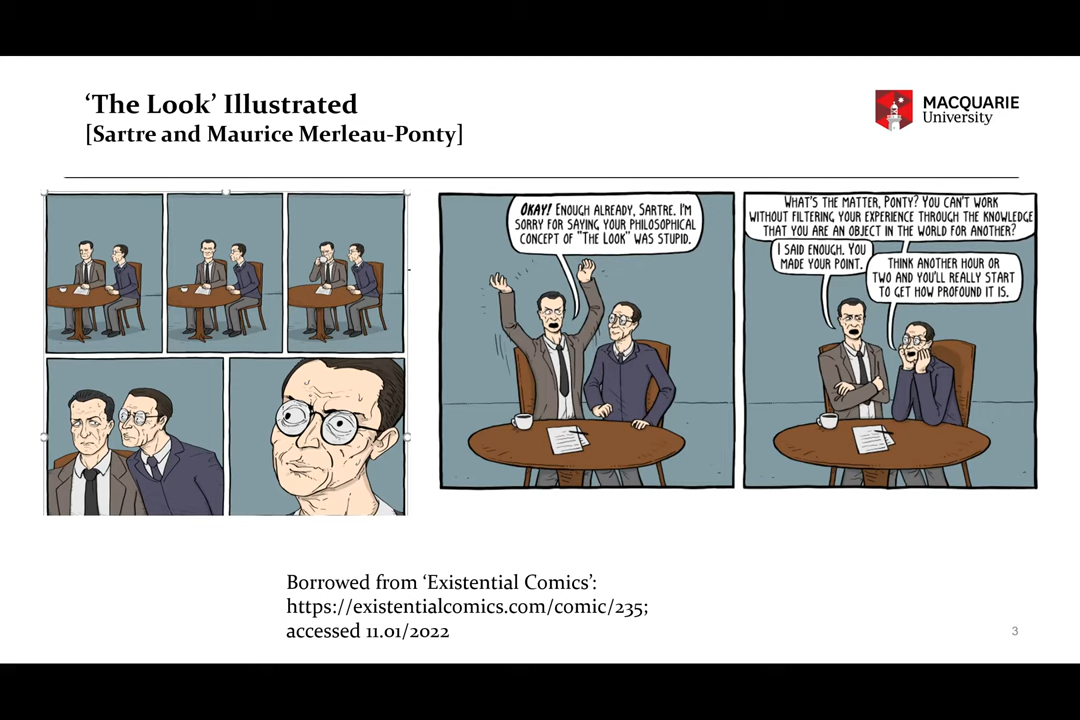 ‘The Look’ Illustrated
[Sartre and Maurice Merleau-Ponty]
MACQUARIE
University
OKAY! ENOUGH ALREADY, SARTRE. I'M
SORRY FOR SAYING YOUR PHILOSOPHICAL
CONCEPT OF "THE LOOK" WAS STUPID.
WHAT'S THE MATTER, PONTY? YOU CAN'T WORK
WITHOUT FILTERING YOUR EXPERIENCE THROUGH THE KNOWLEDGE
THAT YOU ARE AN OBJECT IN THE WORLD FOR ANOTHER?
I SAID ENOUGH. YOU
MADE YOUR POINT.
THINK ANOTHER HOUR OR
TWO AND YOU'LL REALLY START
TO GET HOW PROFOUND IT IS.
Borrowed from ‘Existential Comics’:
https://existentialcomics.com/comic/235;
accessed 11.01/2022
3